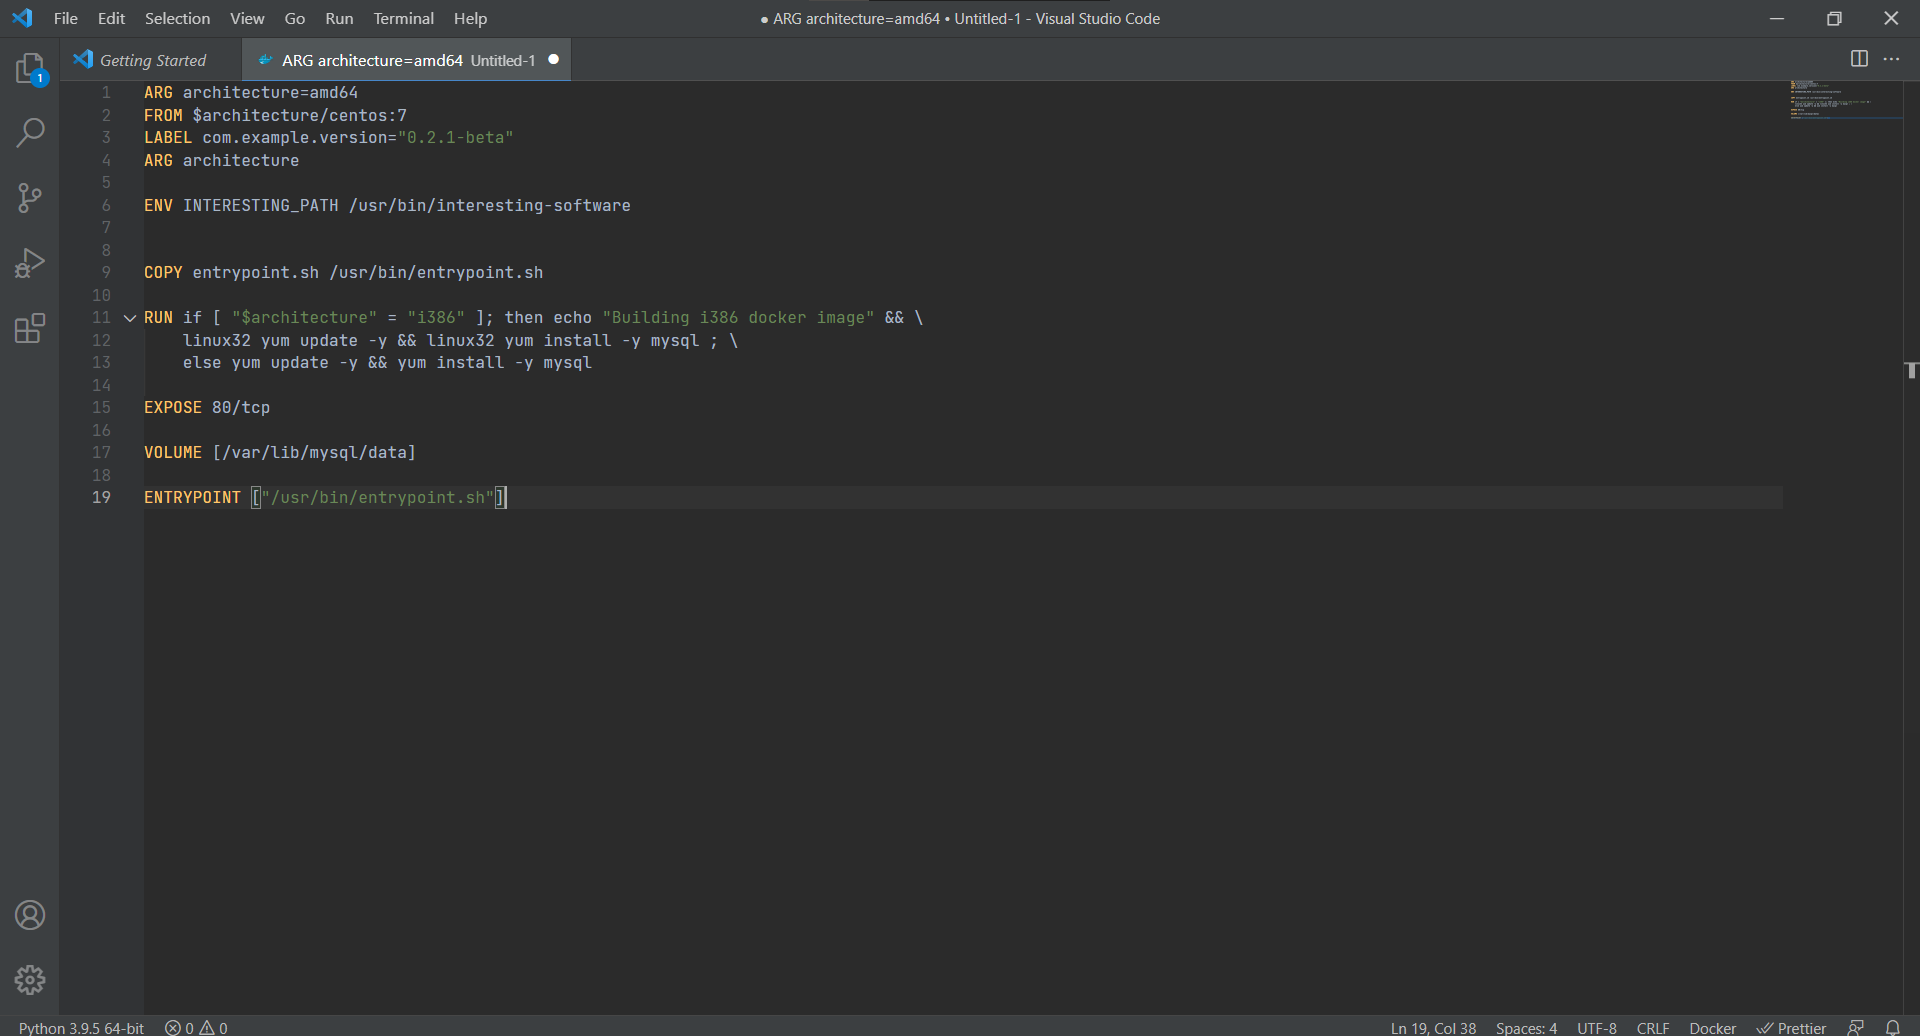 File Edit Selection View Go Run Terminal Help ● ARG architecture=amd64 • Untitled-1 - Visual Studio Code
Getting Started ARG architecture=amd64 Untitled-1
1 ARG architecture=amd64
2 FROM $architecture/centos:7
3 LABEL com.example.version="0.2.1-beta"
4 ARG architecture
5
6 ENV INTERESTING_PATH /usr/bin/interesting-software
7
8
9 COPY entrypoint.sh /usr/bin/entrypoint.sh
10
11 RUN if [ "$architecture" = "i386" ]; then echo "Building i386 docker image" && \
12 linux32 yum update -y && linux32 yum install -y mysql ; \
13 else yum update -y && yum install -y mysql
14
15 EXPOSE 80/tcp
16
17 VOLUME [/var/lib/mysql/data]
18
19 ENTRYPOINT ["/usr/bin/entrypoint.sh"]
1
Python 3.9.5 64-bit 0 0 Ln 19, Col 38 Spaces: 4 UTF-8 CRLF Docker Prettier